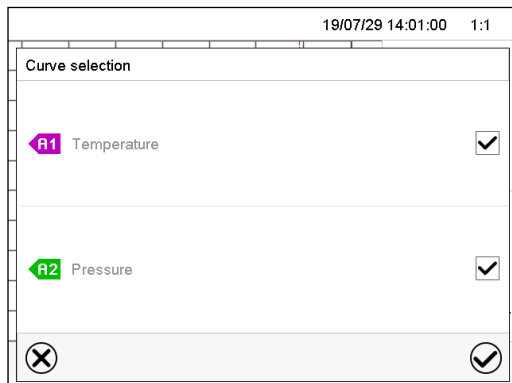 19/07/29 14:01:00 1:1
Curve selection
A1 Temperature
A2 Pressure